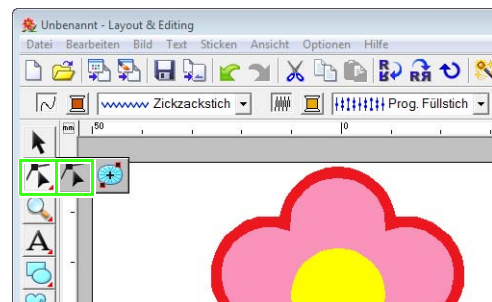 Unbenannt - Layout & Editing
Datei Bearbeiten Bild Text Sticken Ansicht Optionen Hilfe
Zickzackstich Prog. Füllstich
mm 50 0
A